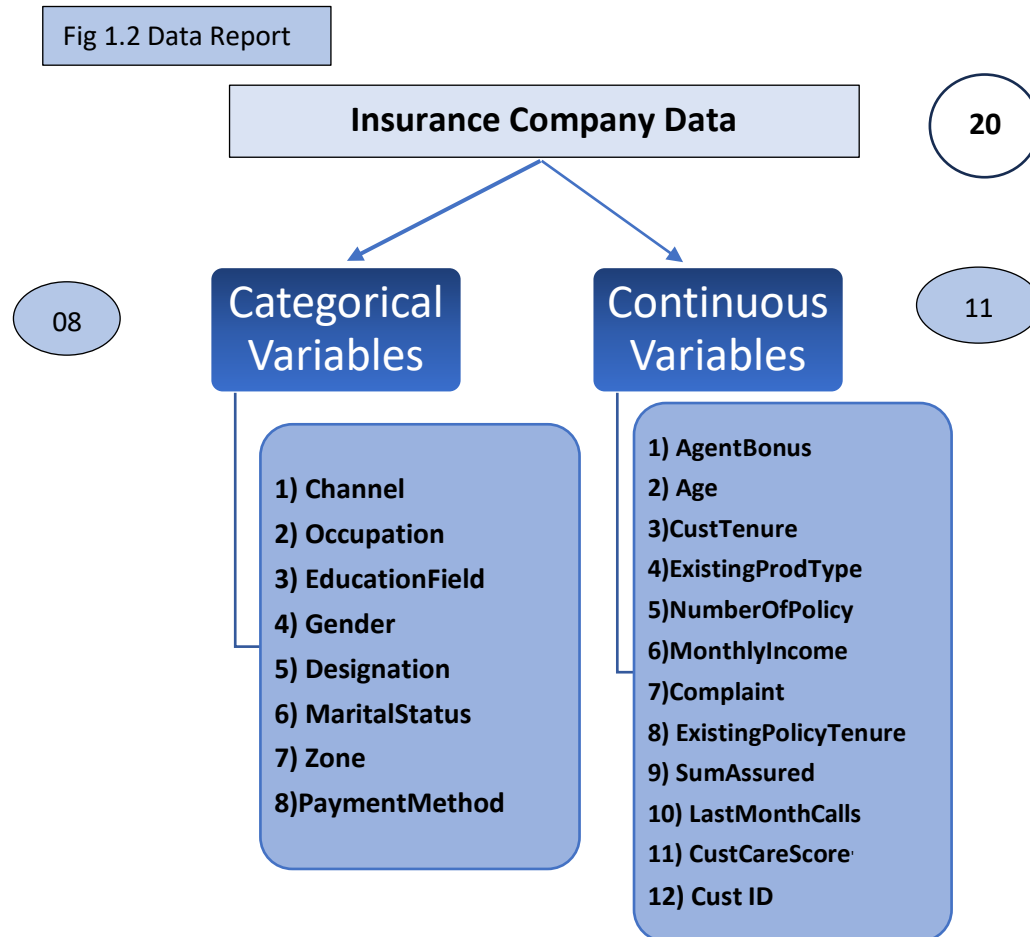 Fig 1.2 Data Report
Insurance Company Data
20
08
Categorical
Variables
Continuous
Variables
11
1) Channel
2) Occupation
3) EducationField
4) Gender
5) Designation
6) MaritalStatus
7) Zone
8)PaymentMethod
1) AgentBonus
2) Age
3)CustTenure
4)ExistingProdType
5)NumberOfPolicy
6)MonthlyIncome
7)Complaint
8) ExistingPolicyTenure
9) SumAssured
10) LastMonthCalls
11) CustCareScore'
12) Cust ID